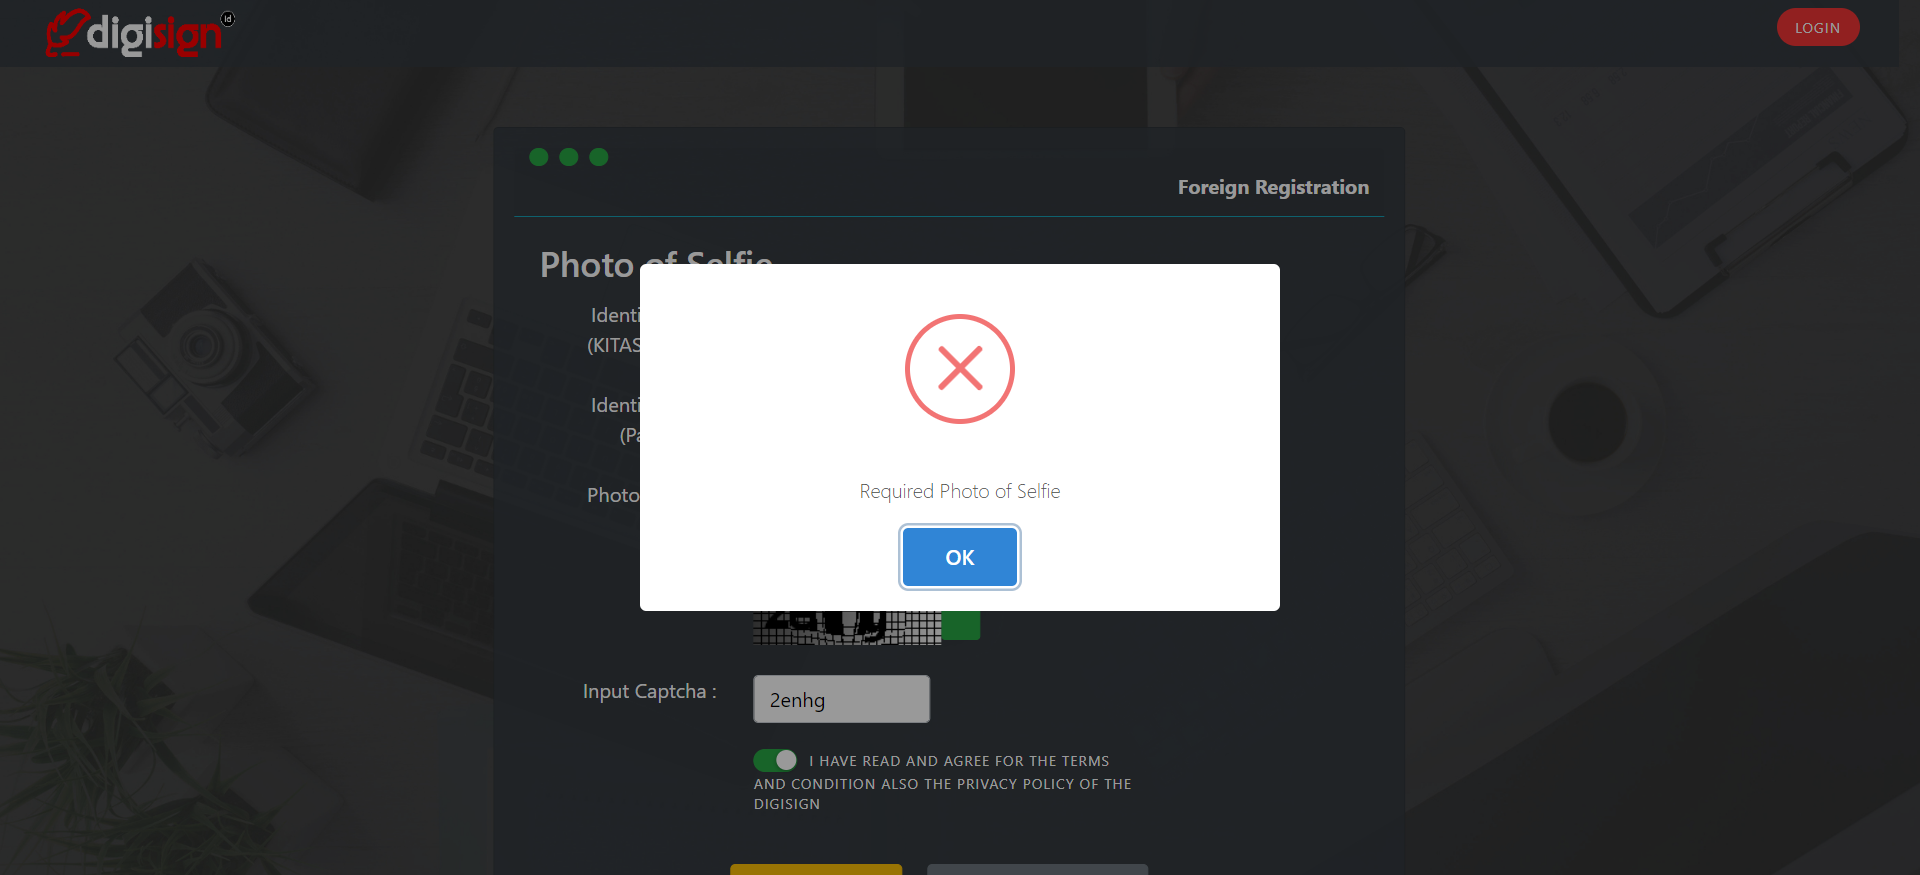 digisign
id
LOGIN
Foreign Registration
Photo of Selfie
Identi
(KITAS
Identi
(Pa
Photo
Required Photo of Selfie
OK
Input Captcha :
2enhg
I HAVE READ AND AGREE FOR THE TERMS
AND CONDITION ALSO THE PRIVACY POLICY OF THE
DIGISIGN